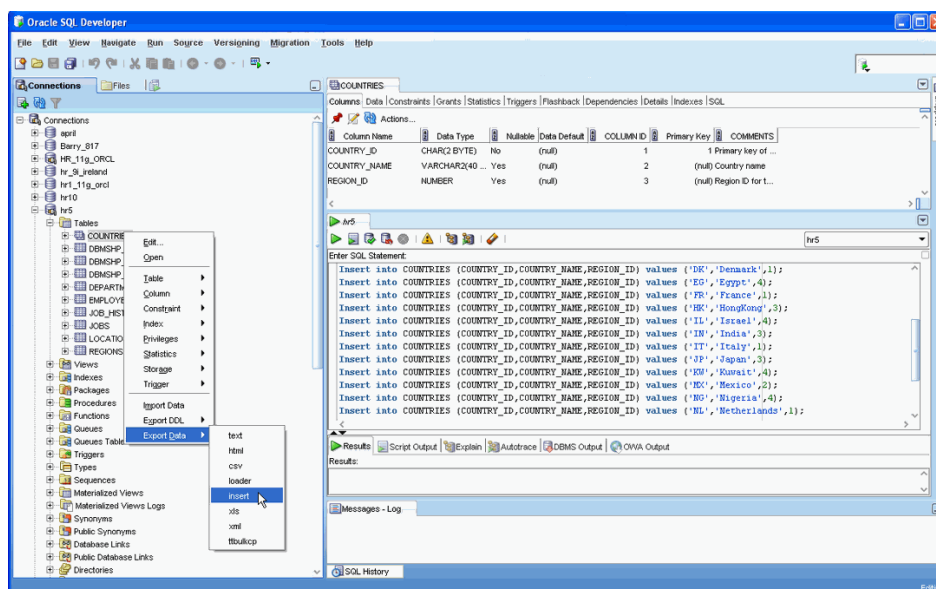 Oracle SQL Developer
File Edit View Navigate Run Source Versioning Migration Tools Help
Connections Files
Connections
april
Barry_817
HR_11g_ORCL
hr_9i_ireland
hr1_11g_orcl
hr10
hr5
Tables
COUNTRIE
DBMSHP_
DBMSHP_
DBMSHP_
DEPARTM
EMPLOYE
JOB_HIST
JOBS
LOCATIO
REGIONS
Views
Indexes
Packages
Procedures
Functions
Queues
Queues Table
Triggers
Types
Sequences
Materialized Views
Materialized Views Logs
Synonyms
Public Synonyms
Database Links
Public Database Links
Directories
Edit...
Open
Table
Column
Constraint
Index
Privileges
Statistics
Storage
Trigger
Import Data
Export DDL
Export Data
text
html
csv
loader
insert
xls
xml
ttbulkcp
COUNTRIES
Columns Data Constraints Grants Statistics Triggers Flashback Dependencies Details Indexes SQL
Actions...
Column Name Data Type Nullable Data Default COLUMN ID Primary Key COMMENTS
COUNTRY_ID CHAR(2 BYTE) No (null) 1 1 Primary key of ...
COUNTRY_NAME VARCHAR2(40 ... Yes (null) 2 (null) Country name
REGION_ID NUMBER Yes (null) 3 (null) Region ID for t...
hr5
hr5
Enter SQL Statement:
Insert into COUNTRIES (COUNTRY_ID,COUNTRY_NAME,REGION_ID) values ('DK','Denmark',1);
Insert into COUNTRIES (COUNTRY_ID,COUNTRY_NAME,REGION_ID) values ('EG','Egypt',4);
Insert into COUNTRIES (COUNTRY_ID,COUNTRY_NAME,REGION_ID) values ('FR','France',1);
Insert into COUNTRIES (COUNTRY_ID,COUNTRY_NAME,REGION_ID) values ('HK','HongKong',3);
Insert into COUNTRIES (COUNTRY_ID,COUNTRY_NAME,REGION_ID) values ('IL','Israel',4);
Insert into COUNTRIES (COUNTRY_ID,COUNTRY_NAME,REGION_ID) values ('IN','India',3);
Insert into COUNTRIES (COUNTRY_ID,COUNTRY_NAME,REGION_ID) values ('IT','Italy',1);
Insert into COUNTRIES (COUNTRY_ID,COUNTRY_NAME,REGION_ID) values ('JP','Japan',3);
Insert into COUNTRIES (COUNTRY_ID,COUNTRY_NAME,REGION_ID) values ('KW','Kuwait',4);
Insert into COUNTRIES (COUNTRY_ID,COUNTRY_NAME,REGION_ID) values ('MX','Mexico',2);
Insert into COUNTRIES (COUNTRY_ID,COUNTRY_NAME,REGION_ID) values ('NG','Nigeria',4);
Insert into COUNTRIES (COUNTRY_ID,COUNTRY_NAME,REGION_ID) values ('NL','Netherlands',1);
Results Script Output Explain Autotrace DBMS Output OWA Output
Results:
Messages - Log
SQL History